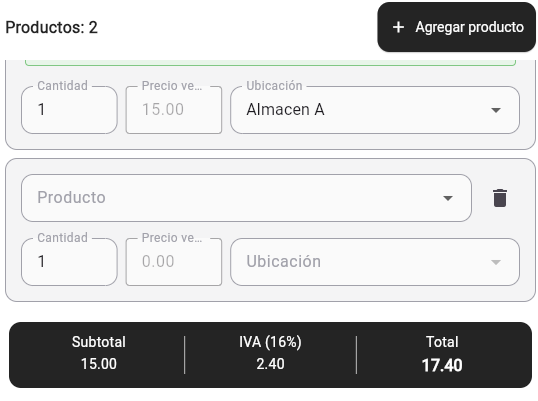 Productos: 2
+ Agregar producto
Cantidad
Precio ve...
Ubicación
1
15.00
Almacen A
Producto
Cantidad
Precio ve...
1
0.00
Ubicación
Subtotal
IVA (16%)
Total
15.00
2.40
17.40